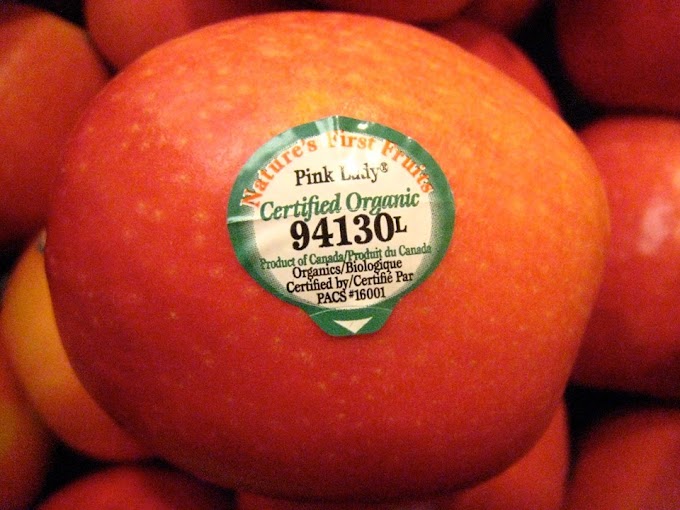 Nature's First Fruits
Pink Lady®
Certified Organic
94130L
Product of Canada/Produit du Canada
Organics/Biologique
Certified by/Certifié Par
PACS #16001